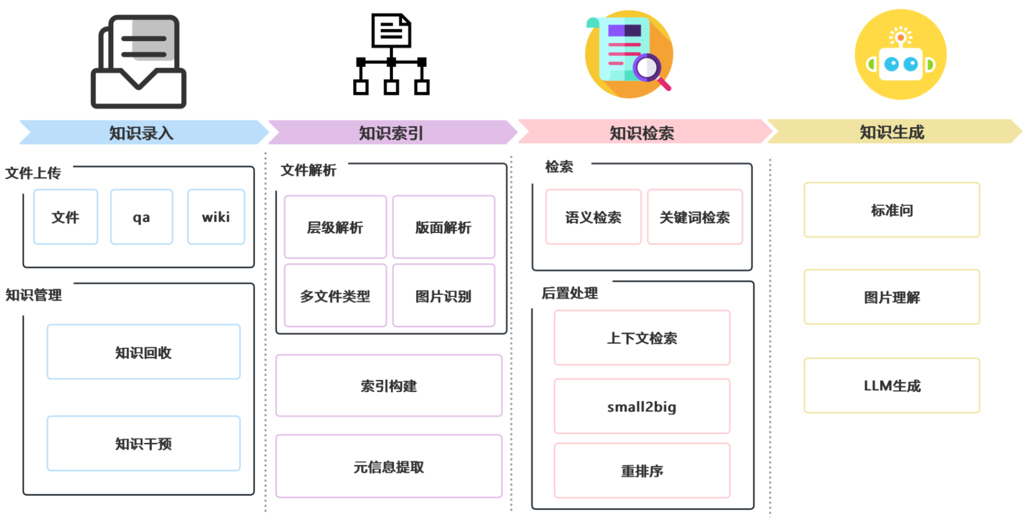 知识录入
知识索引
知识检索
知识生成
文件上传
文件
qa
wiki
知识管理
知识回收
知识干预
文件解析
层级解析
版面解析
多文件类型
图片识别
索引构建
元信息提取
检索
语义检索
关键词检索
后置处理
上下文检索
small2big
重排序
标准问
图片理解
LLM生成